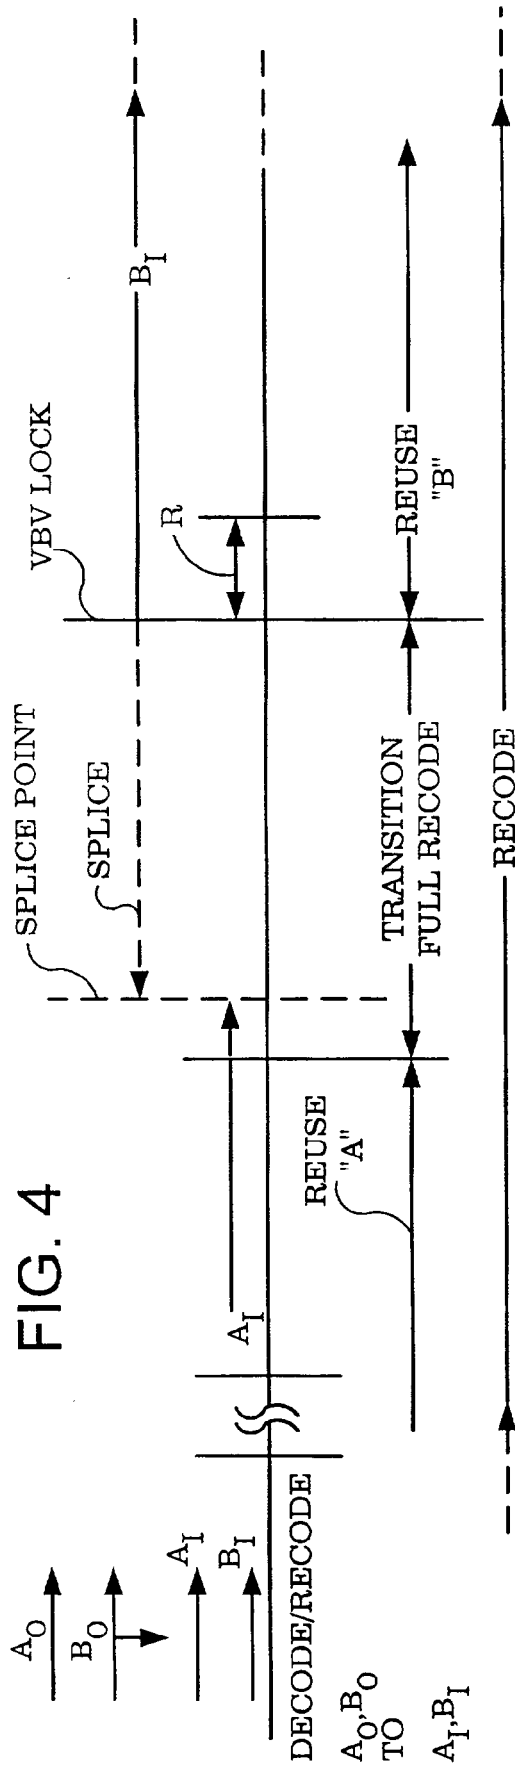 FIG. 4
A_O
B_O
A_I
B_I
DECODE/RECODE
A_O,B_O
TO
A_I,B_I
A_I
SPLICE POINT
SPLICE
VBV LOCK
B_I
R
REUSE
"A"
TRANSITION
FULL RECODE
REUSE
"B"
RECODE